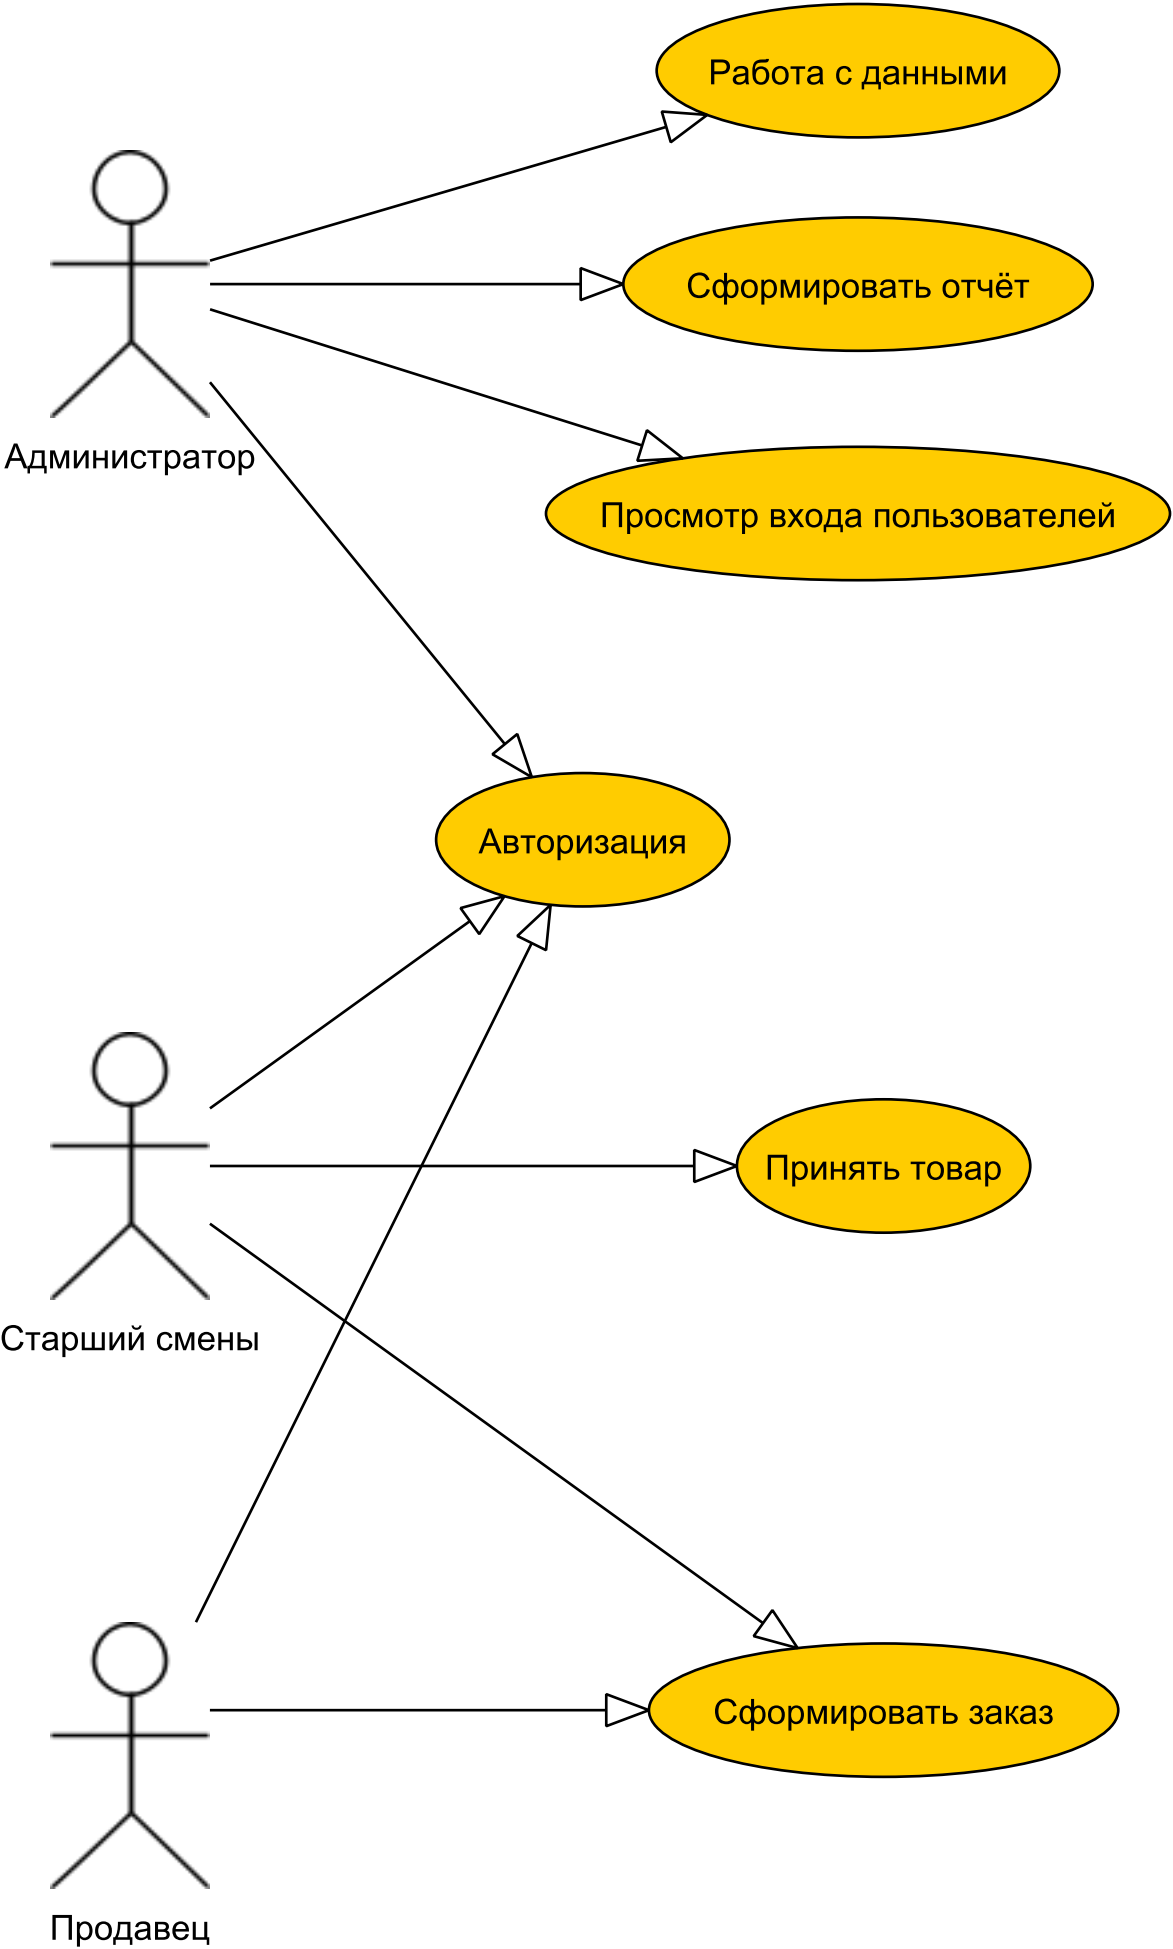 Работа с данными
Сформировать отчёт
Администратор
Просмотр входа пользователей
Авторизация
Принять товар
Старший смены
Сформировать заказ
Продавец